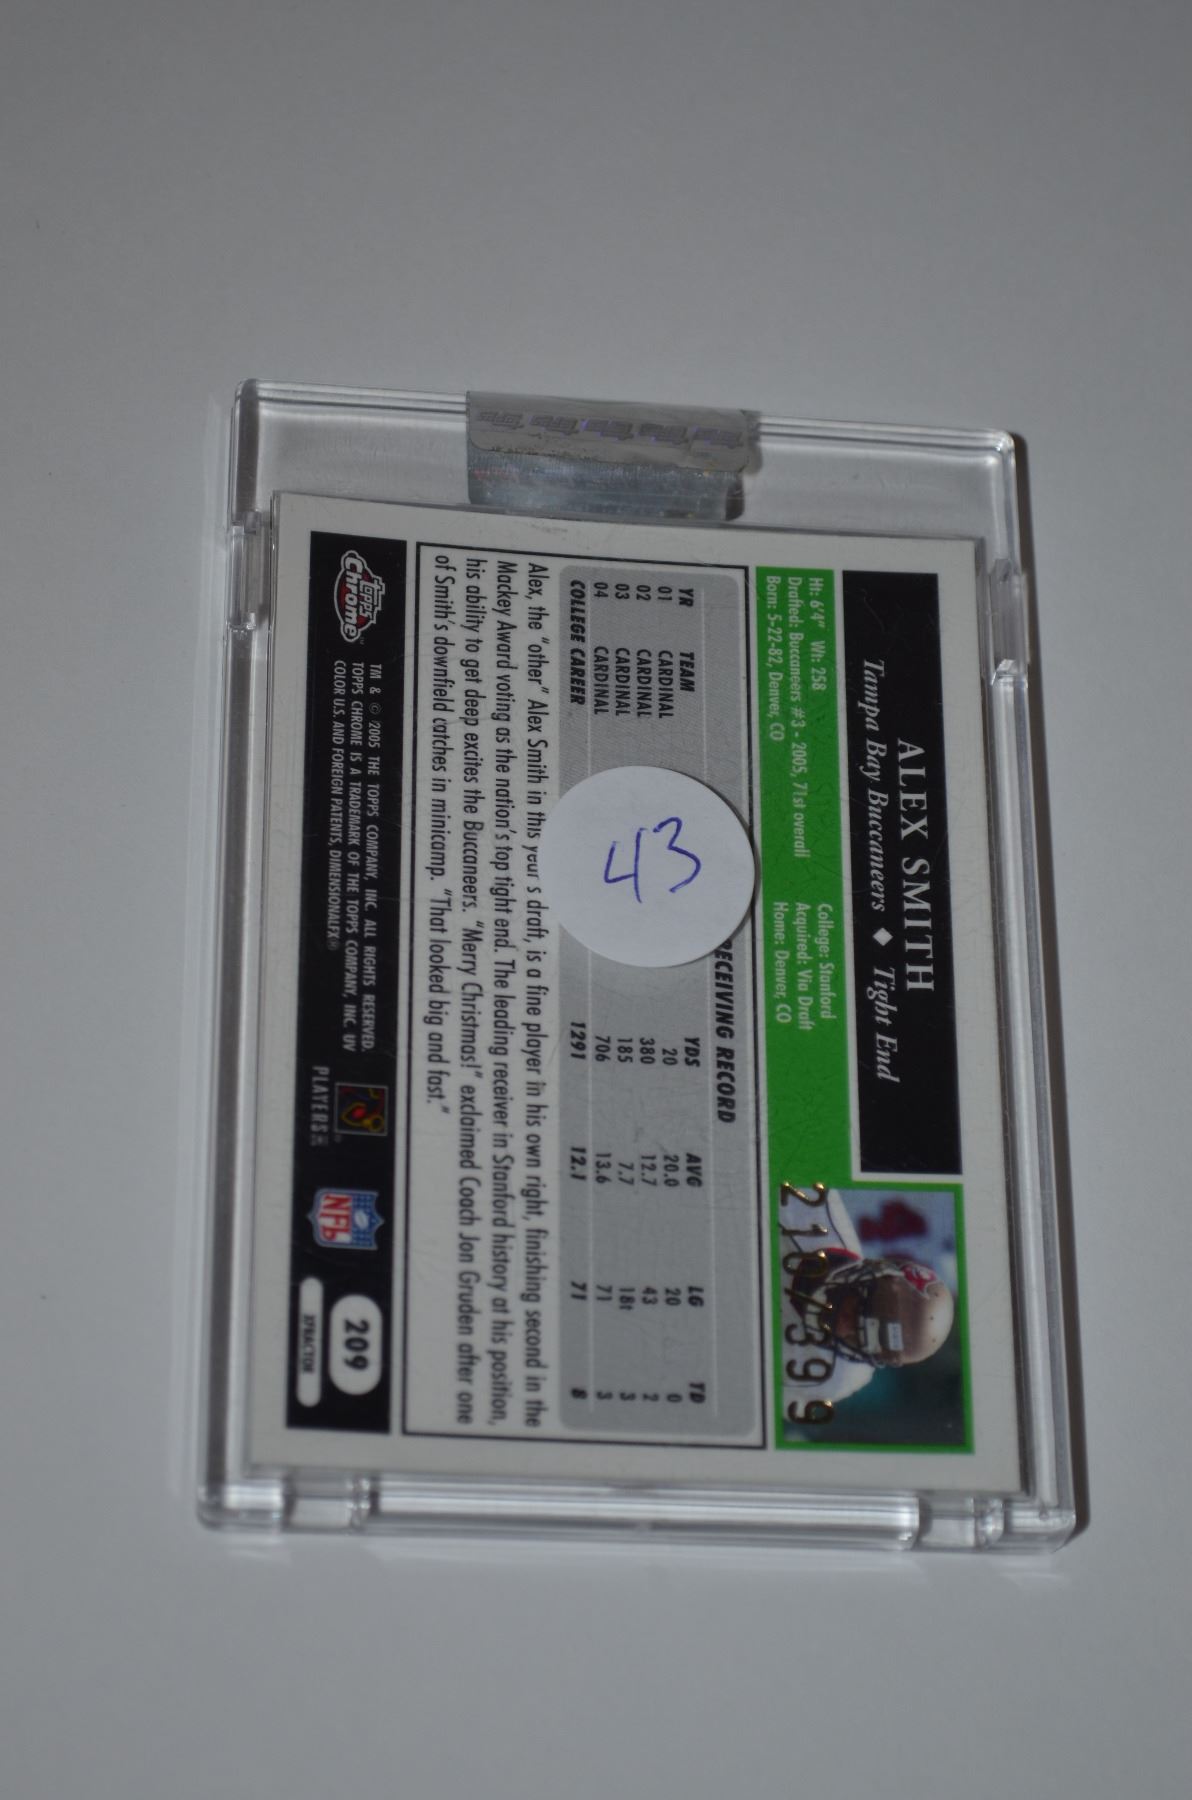 ALEX SMITH
Tampa Bay Buccaneers ◆ Tight End
Ht: 6'4" Wt: 258
College: Stanford
Drafted: Buccaneers #3 - 2005, 71st overall
Acquired: Via Draft
Born: 5-22-82, Denver, CO
Home: Denver, CO
210/399
RECEIVING RECORD
YR TEAM YDS AVG LG TD
01 CARDINAL 20 20.0 20 0
02 CARDINAL 380 12.7 43 2
03 CARDINAL 185 7.7 18t 3
04 CARDINAL 706 13.6 71 3
COLLEGE CAREER 1291 12.1 71 8
43
Alex, the "other" Alex Smith in this year's draft, is a fine player in his own right, finishing second in the
Mackey Award voting as the nation's top tight end. The leading receiver in Stanford history at his position,
his ability to get deep excites the Buccaneers. "Merry Christmas!" exclaimed Coach Jon Gruden after one
of Smith's downfield catches in minicamp. "That looked big and fast."
topps Chrome
TM & © 2005 THE TOPPS COMPANY, INC. ALL RIGHTS RESERVED.
TOPPS CHROME IS A TRADEMARK OF THE TOPPS COMPANY, INC. UV
COLOR U.S. AND FOREIGN PATENTS, DIMENSIONALFX®
PLAYERS
NFL
209
XFRACTOR